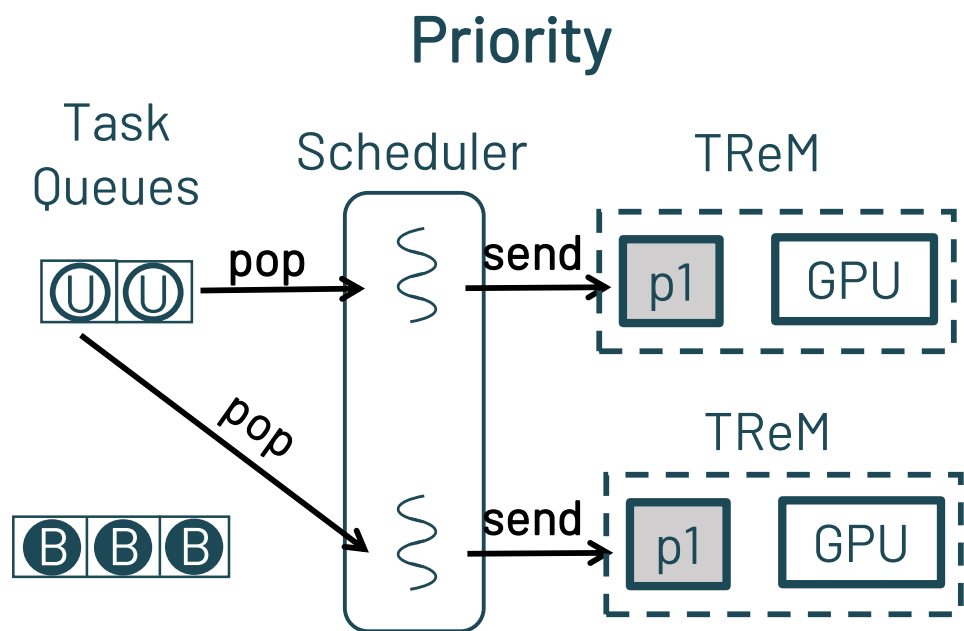 Priority
Task
Queues
Scheduler
TReM
pop
send
U U
p1
GPU
pop
TReM
send
B B B
p1
GPU